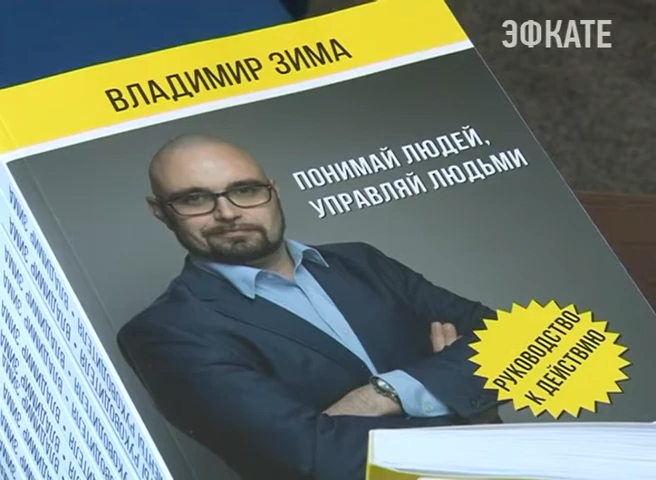 ЭФКАТЕ
ВЛАДИМИР ЗИМА
ПОНИМАЙ ЛЮДЕЙ,
УПРАВЛЯЙ ЛЮДЬМИ
РУКОВОДСТВО
К ДЕЙСТВИЮ